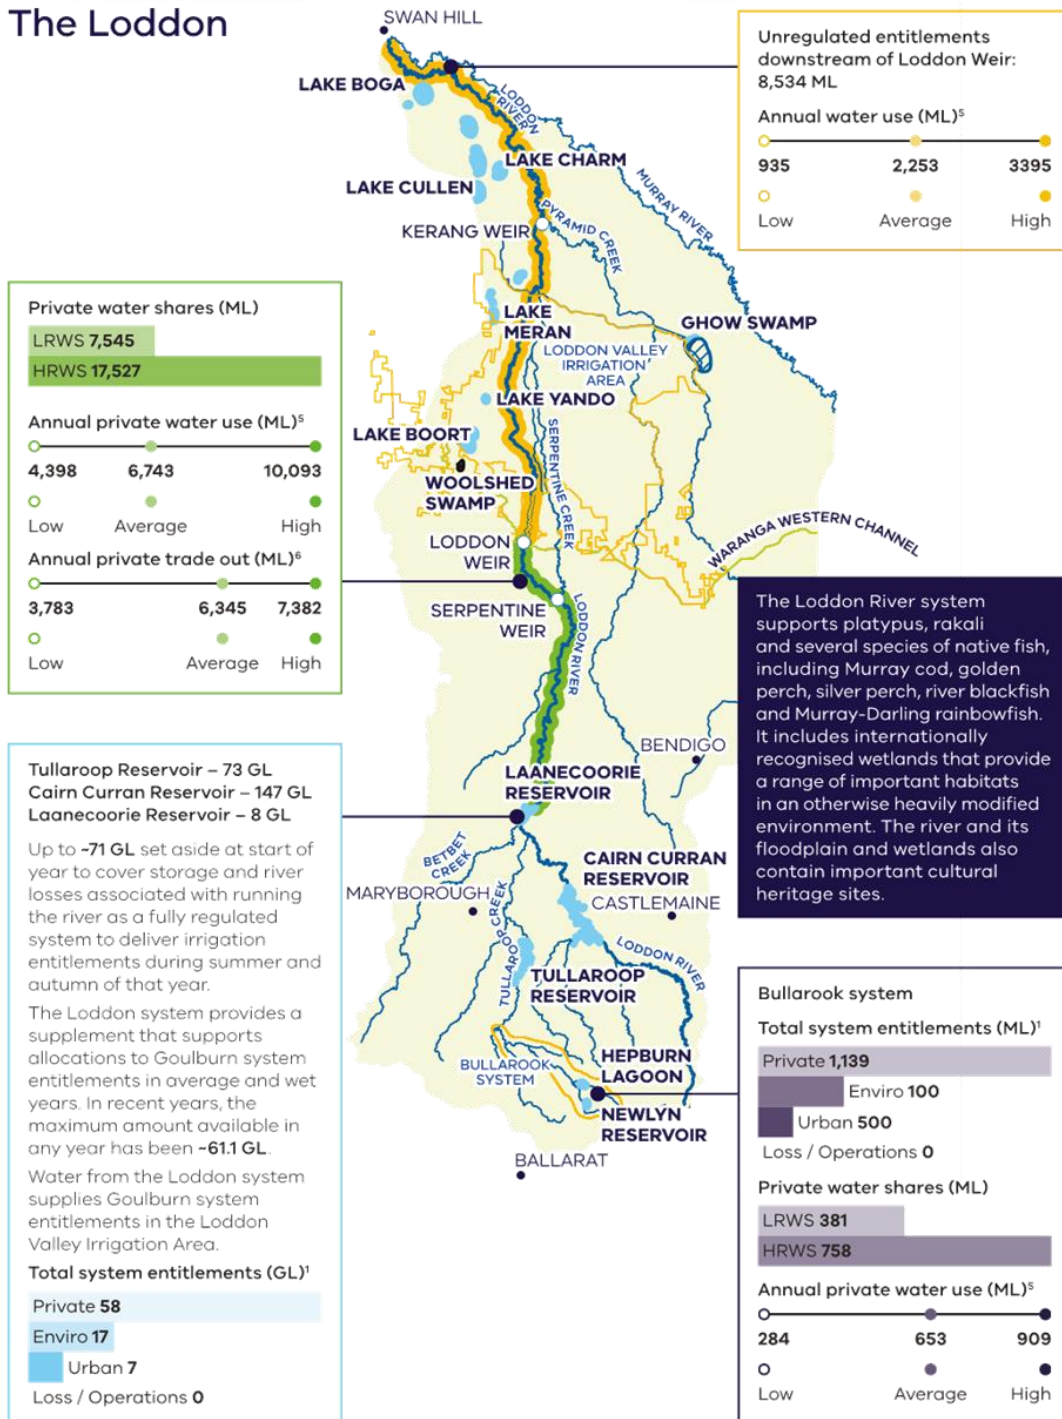 The Loddon
SWAN HILL
LAKE BOGA
LODDON
RIVER
LAKE CHARM
LAKE CULLEN
MURRAY RIVER
KERANG WEIR
PYRAMID CREEK
LAKE
MERAN
GHOW SWAMP
LODDON VALLEY
IRRIGATION
AREA
LAKE YANDO
LAKE BOORT
SERPENTINE CREEK
WOOLSHED
SWAMP
LODDON
WEIR
WARANGA WESTERN CHANNEL
SERPENTINE
WEIR
LODDON RIVER
BENDIGO
LAANECOORIE
RESERVOIR
BETBET
CREEK
CAIRN CURRAN
RESERVOIR
MARYBOROUGH
CASTLEMAINE
TULLAROOP CREEK
LODDON RIVER
TULLAROOP
RESERVOIR
BULLAROOK
SYSTEM
HEPBURN
LAGOON
NEWLYN
RESERVOIR
BALLARAT
Unregulated entitlements
downstream of Loddon Weir:
8,534 ML
Annual water use (ML)⁵
935 2,253 3395
Low Average High
Private water shares (ML)
LRWS 7,545
HRWS 17,527
Annual private water use (ML)⁵
4,398 6,743 10,093
Low Average High
Annual private trade out (ML)⁶
3,783 6,345 7,382
Low Average High
The Loddon River system
supports platypus, rakali
and several species of native fish,
including Murray cod, golden
perch, silver perch, river blackfish
and Murray-Darling rainbowfish.
It includes internationally
recognised wetlands that provide
a range of important habitats
in an otherwise heavily modified
environment. The river and its
floodplain and wetlands also
contain important cultural
heritage sites.
Tullaroop Reservoir – 73 GL
Cairn Curran Reservoir – 147 GL
Laanecoorie Reservoir – 8 GL
Up to ~71 GL set aside at start of
year to cover storage and river
losses associated with running
the river as a fully regulated
system to deliver irrigation
entitlements during summer and
autumn of that year.
The Loddon system provides a
supplement that supports
allocations to Goulburn system
entitlements in average and wet
years. In recent years, the
maximum amount available in
any year has been ~61.1 GL.
Water from the Loddon system
supplies Goulburn system
entitlements in the Loddon
Valley Irrigation Area.
Total system entitlements (GL)¹
Private 58
Enviro 17
Urban 7
Loss / Operations 0
Bullarook system
Total system entitlements (ML)¹
Private 1,139
Enviro 100
Urban 500
Loss / Operations 0
Private water shares (ML)
LRWS 381
HRWS 758
Annual private water use (ML)⁵
284 653 909
Low Average High